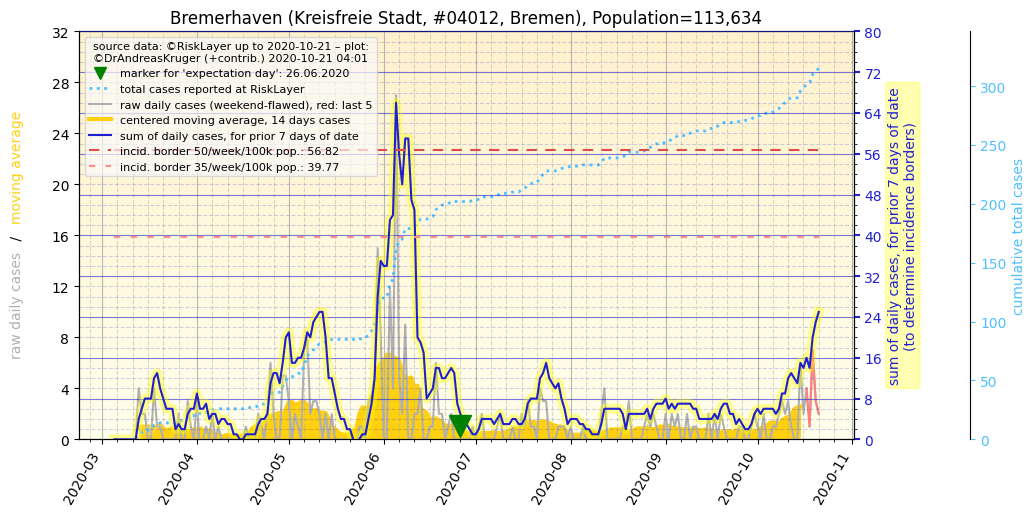 Bremerhaven (Kreisfreie Stadt, #04012, Bremen), Population=113,634
source data: ©RiskLayer up to 2020-10-21 – plot:
©DrAndreasKruger (+contrib.) 2020-10-21 04:01
marker for 'expectation day': 26.06.2020
total cases reported at RiskLayer
raw daily cases (weekend-flawed), red: last 5
centered moving average, 14 days cases
sum of daily cases, for prior 7 days of date
incid. border 50/week/100k pop.: 56.82
incid. border 35/week/100k pop.: 39.77
raw daily cases / moving average
32
28
24
20
16
12
8
4
0
2020-03
2020-04
2020-05
2020-06
2020-07
2020-08
2020-09
2020-10
2020-11
80
72
64
56
48
40
32
24
16
8
0
sum of daily cases, for prior 7 days of date
(to determine incidence borders)
300
250
200
150
100
50
0
cumulative total cases